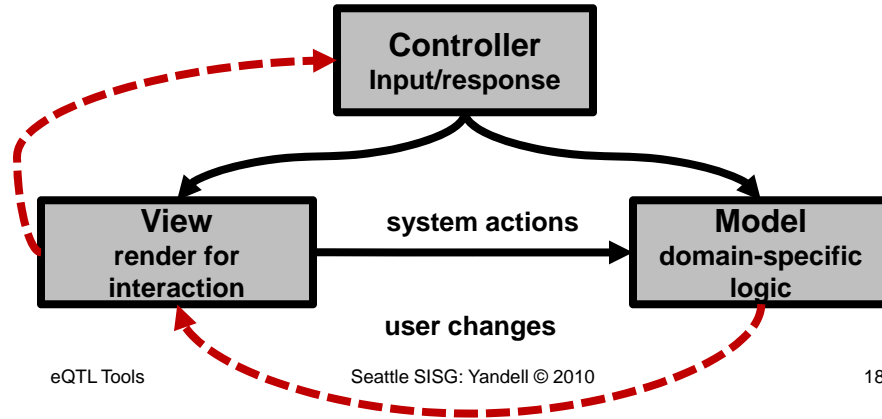 Controller
Input/response
View
render for
interaction
system actions
Model
domain-specific
logic
user changes
eQTL Tools
Seattle SISG: Yandell © 2010
18